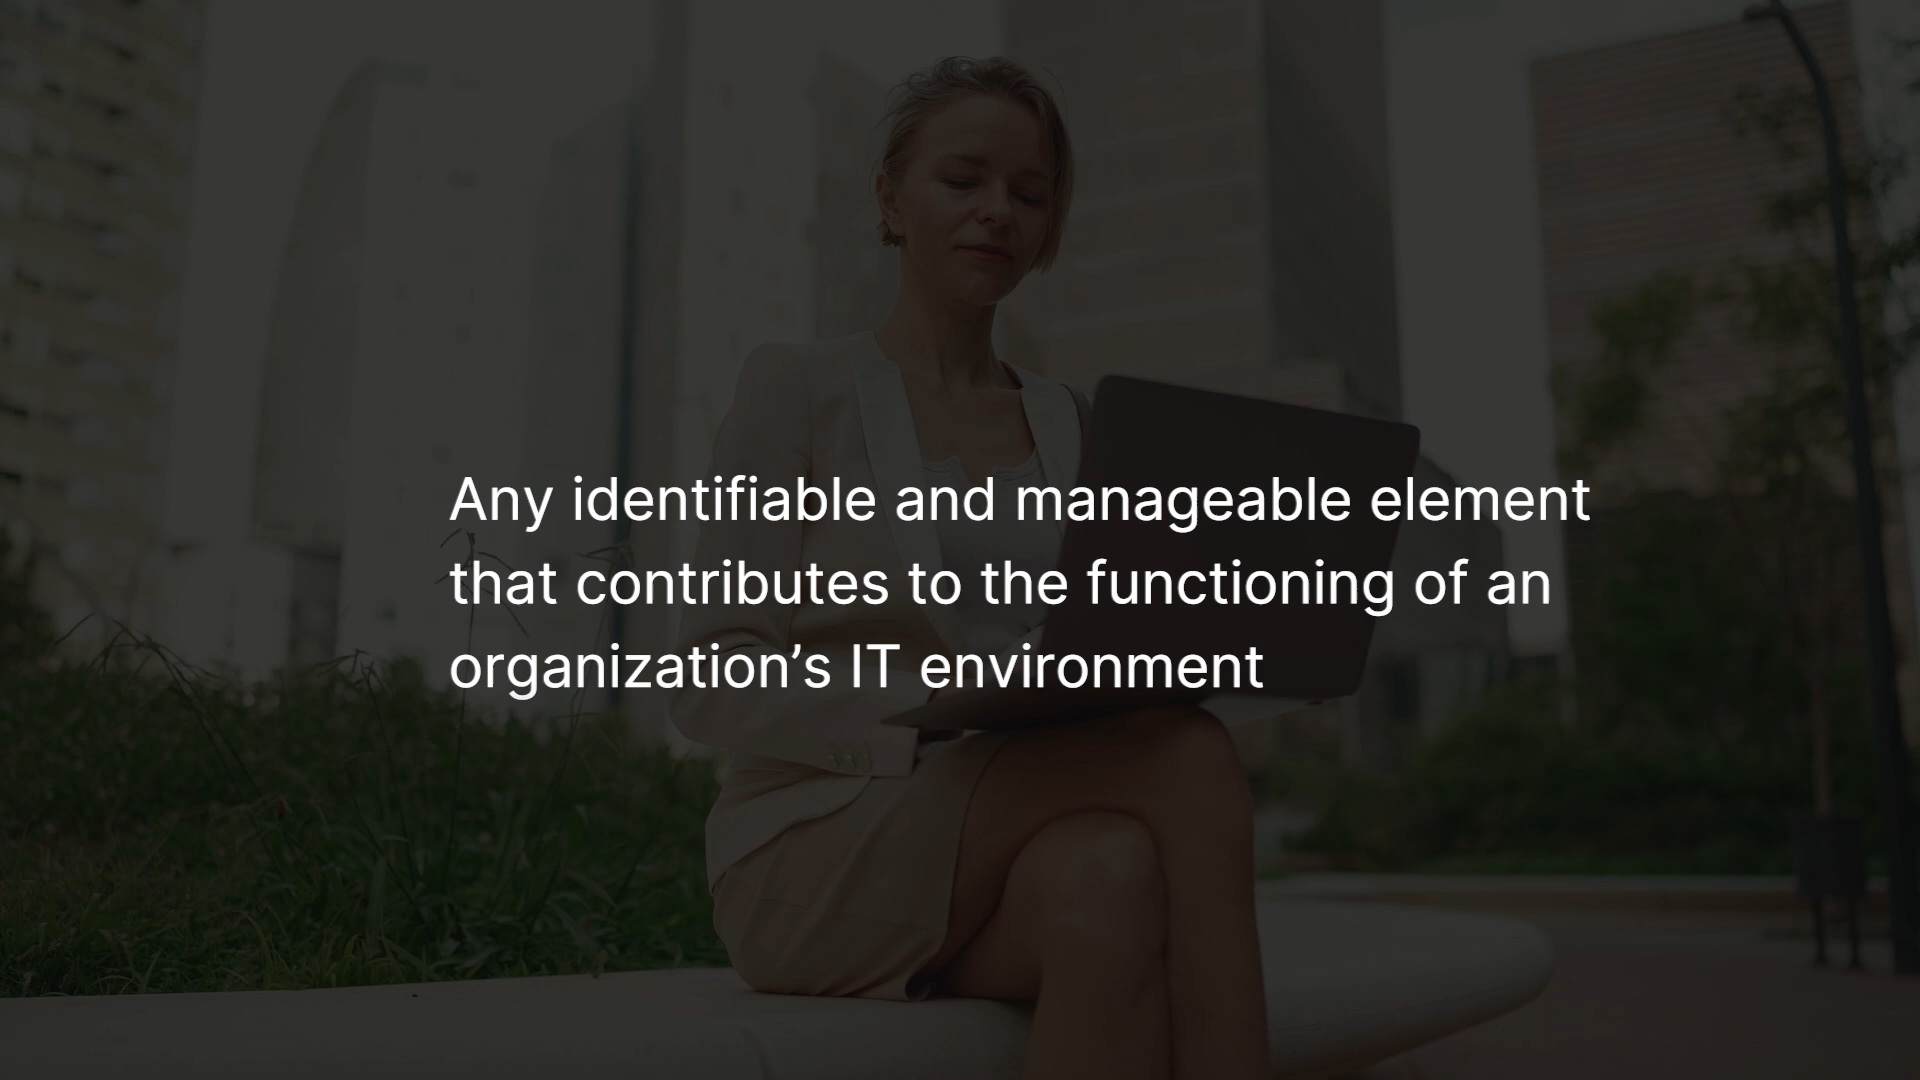 Any identifiable and manageable element
that contributes to the functioning of an
organization’s IT environment